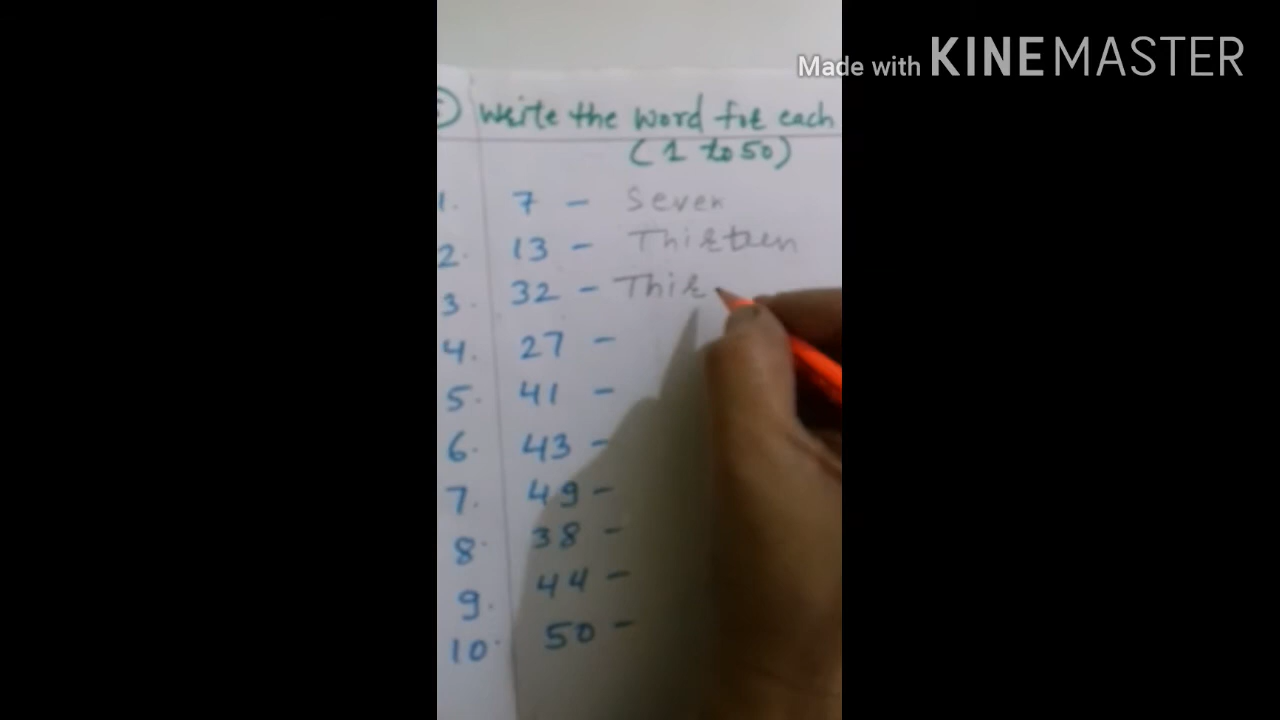 Made with KINEMASTER
Write the word for each
(1 to 50)
1. 7 - Seven
2. 13 - Thirteen
3. 32 - Thir
4. 27 -
5. 41 -
6. 43 -
7. 49 -
8. 38 -
9. 44 -
10. 50 -